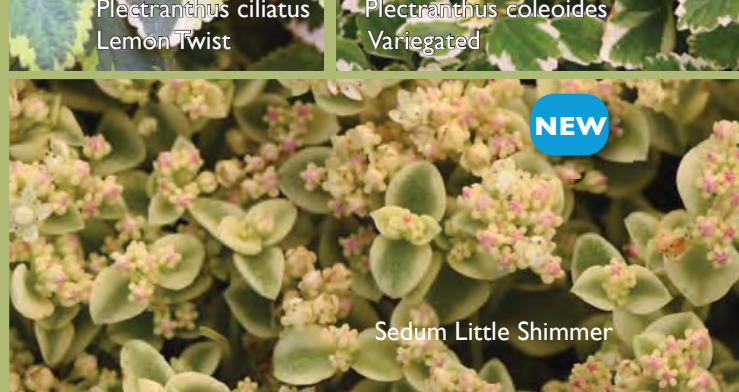 Plectranthus ciliatus
Lemon Twist
Plectranthus coleoides
Variegated
NEW
Sedum Little Shimmer